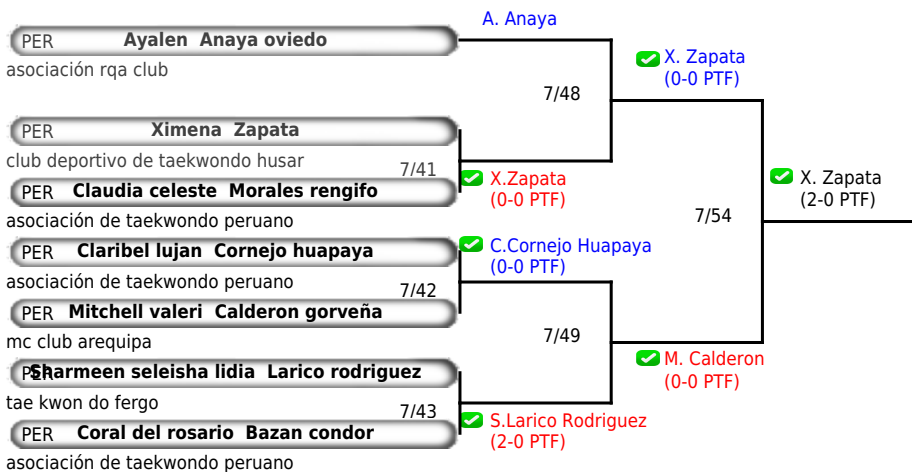 A. Anaya
PER Ayalen Anaya oviedo
asociación rqa club
X. Zapata
(0-0 PTF)
7/48
PER Ximena Zapata
club deportivo de taekwondo husar
7/41
X.Zapata
(0-0 PTF)
PER Claudia celeste Morales rengifo
asociación de taekwondo peruano
X. Zapata
(2-0 PTF)
7/54
PER Claribel lujan Cornejo huapaya
asociación de taekwondo peruano
C.Cornejo Huapaya
(0-0 PTF)
7/42
PER Mitchell valeri Calderon gorveña
mc club arequipa
7/49
M. Calderon
(0-0 PTF)
PER Sharmeen seleisha lidia Larico rodriguez
tae kwon do fergo
7/43
S.Larico Rodriguez
(2-0 PTF)
PER Coral del rosario Bazan condor
asociación de taekwondo peruano